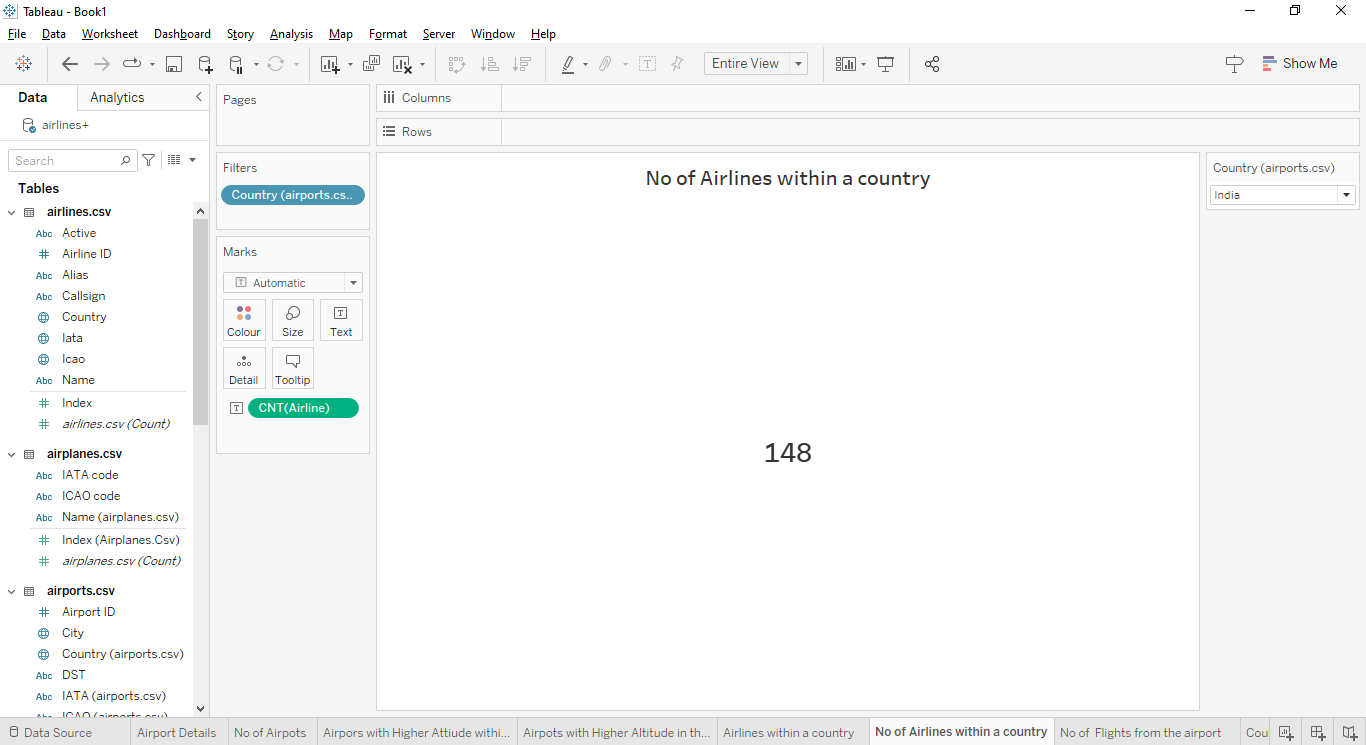 Tableau - Book1
File Data Worksheet Dashboard Story Analysis Map Format Server Window Help
Entire View
Show Me
Data Analytics
airlines+
Search
Tables
airlines.csv
Abc Active
Airline ID
Abc Alias
Abc Callsign
Country
Iata
Icao
Abc Name
Index
airlines.csv (Count)
airplanes.csv
Abc IATA code
Abc ICAO code
Abc Name (airplanes.csv)
Index (Airplanes.Csv)
airplanes.csv (Count)
airports.csv
Airport ID
City
Country (airports.csv)
Abc DST
Abc IATA (airports.csv)
Abc ICAO (airports.csv)
Pages
Filters
Country (airports.cs..
Marks
Automatic
Colour Size Text
Detail Tooltip
CNT(Airline)
Columns
Rows
No of Airlines within a country
148
Country (airports.csv)
India
Data Source Airport Details No of Airpots Airpors with Higher Attiude withi... Airpots with Higher Altitude in th... Airlines within a country No of Airlines within a country No of Flights from the airport Cou